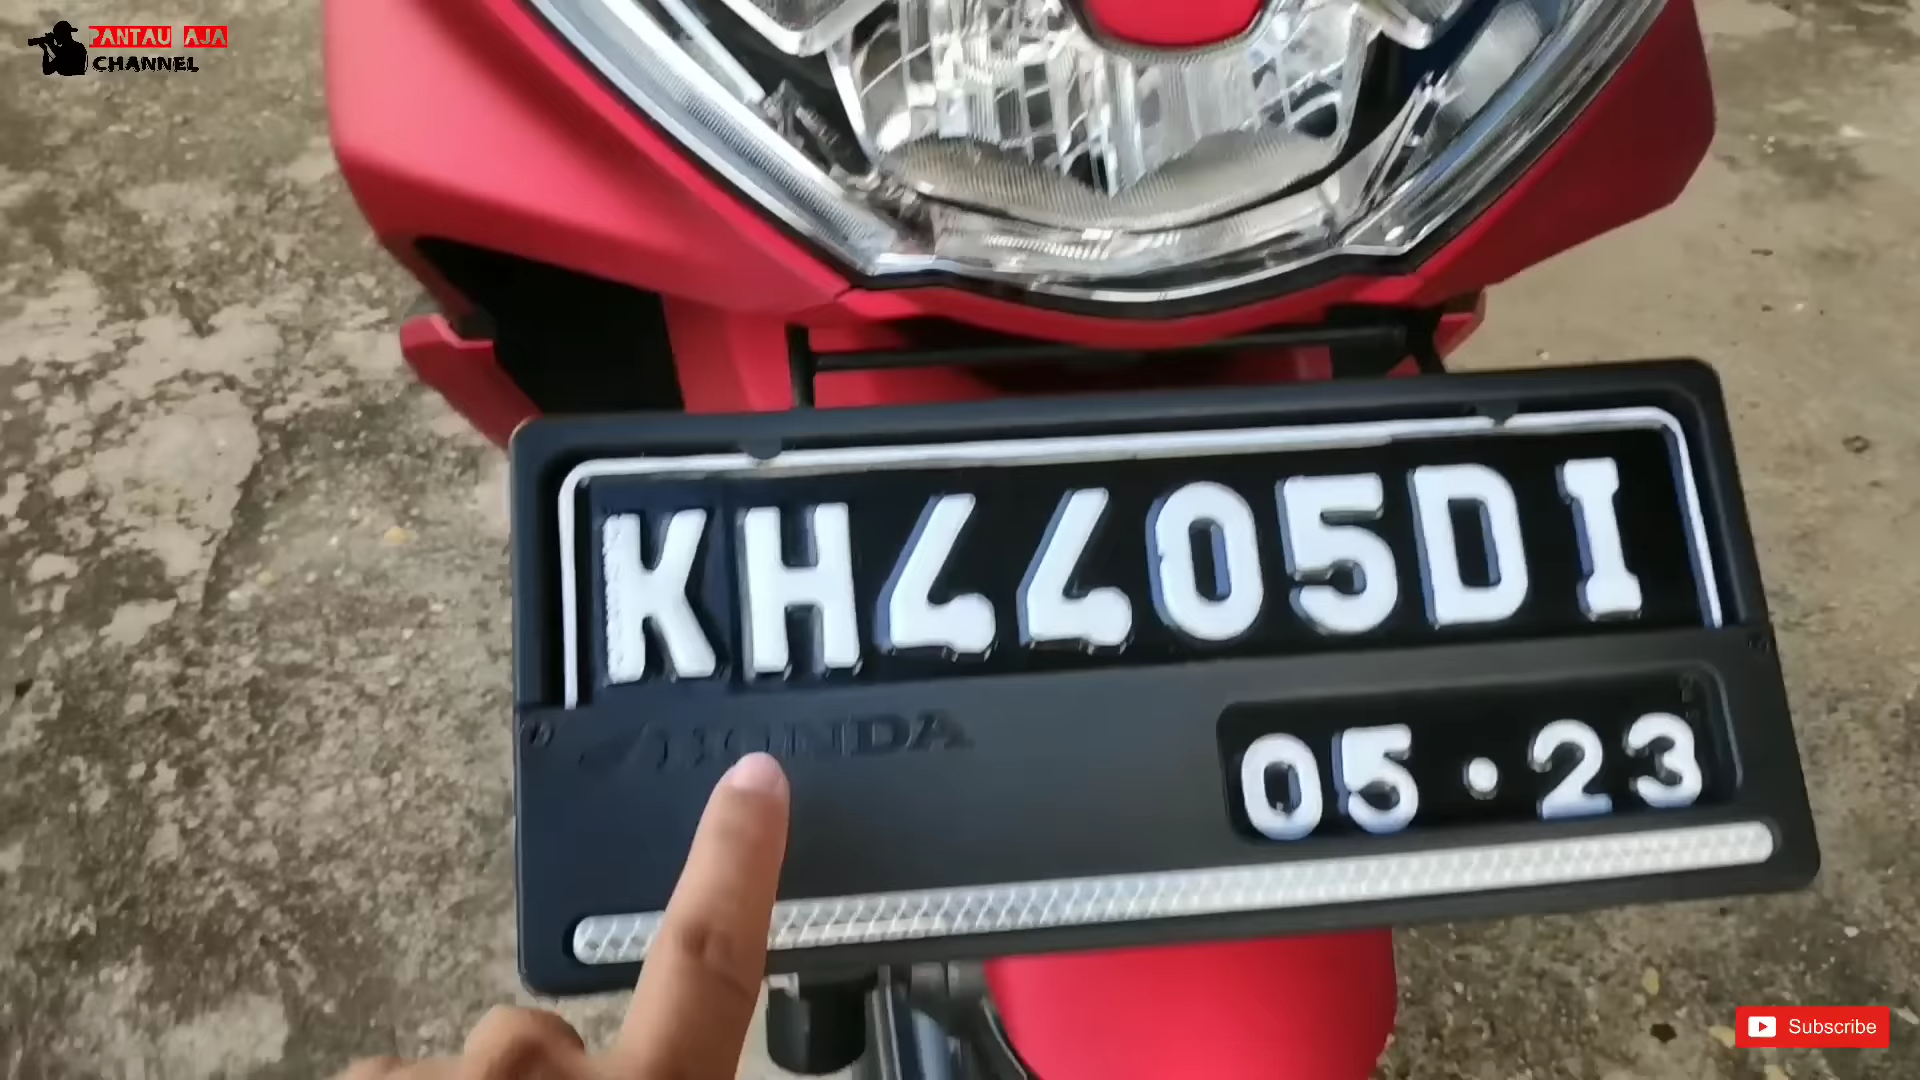 PANTAU AJA
CHANNEL
KH4405DI
HONDA
05·23
Subscribe